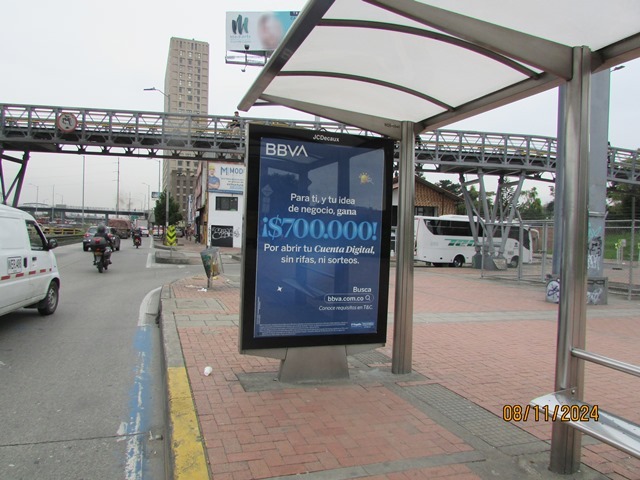 JCDecaux
BBVA
Para ti, y tu idea
de negocio, gana
¡$700.000!
Por abrir tu Cuenta Digital,
sin rifas, ni sorteos.
Busca
bbva.com.co
Conoce requisitos en T&C
08/11/2024